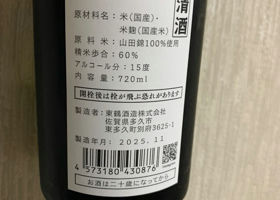 清酒
原材料名：米（国産）・
米麹（国産米）
原料米：山田錦100%使用
精米歩合：60%
アルコール分：15度
内容量：720ml
開栓後は栓が飛ぶ恐れがあります
製造者：東鶴酒造株式会社
佐賀県多久市
東多久町別府3625-1
製造年月：2025.11
4573180430876
お酒は二十歳になってから。